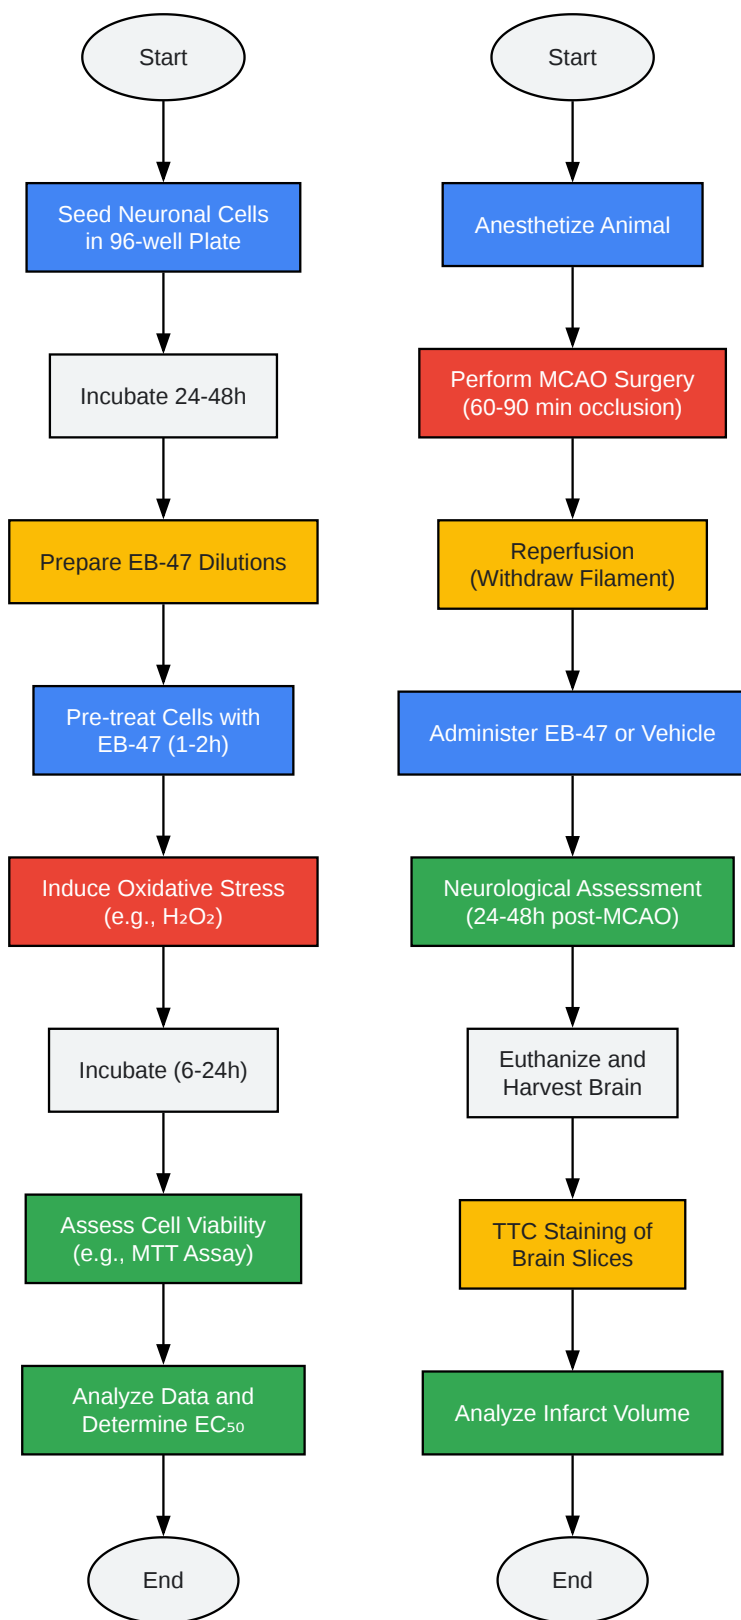 Start
Seed Neuronal Cells
in 96-well Plate
Incubate 24-48h
Prepare EB-47 Dilutions
Pre-treat Cells with
EB-47 (1-2h)
Induce Oxidative Stress
(e.g., H₂O₂)
Incubate (6-24h)
Assess Cell Viability
(e.g., MTT Assay)
Analyze Data and
Determine EC₅₀
End
Start
Anesthetize Animal
Perform MCAO Surgery
(60-90 min occlusion)
Reperfusion
(Withdraw Filament)
Administer EB-47 or Vehicle
Neurological Assessment
(24-48h post-MCAO)
Euthanize and
Harvest Brain
TTC Staining of
Brain Slices
Analyze Infarct Volume
End